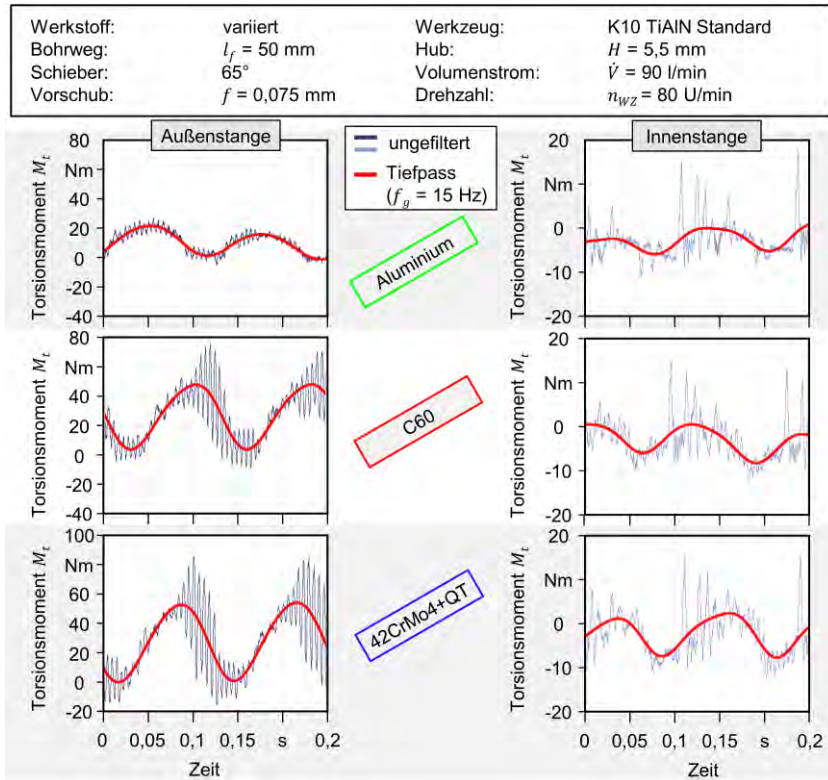 Werkstoff: variiert Werkzeug: K10 TiAlN Standard
Bohrweg: l_f = 50 mm Hub: H = 5,5 mm
Schieber: 65° Volumenstrom: V̇ = 90 l/min
Vorschub: f = 0,075 mm Drehzahl: n_WZ = 80 U/min
Außenstange
ungefiltert
Tiefpass
(f_g = 15 Hz)
Innenstange
Torsionsmoment M_t
80
Nm
40
20
0
-20
-40
Aluminium
Torsionsmoment M_t
20
Nm
0
-10
-20
Torsionsmoment M_t
80
Nm
40
20
0
-20
-40
C60
Torsionsmoment M_t
20
Nm
0
-10
-20
Torsionsmoment M_t
100
Nm
60
40
20
0
-20
0 0,05 0,1 0,15 s 0,2
Zeit
42CrMo4+QT
Torsionsmoment M_t
20
Nm
0
-10
-20
0 0,05 0,1 0,15 s 0,2
Zeit